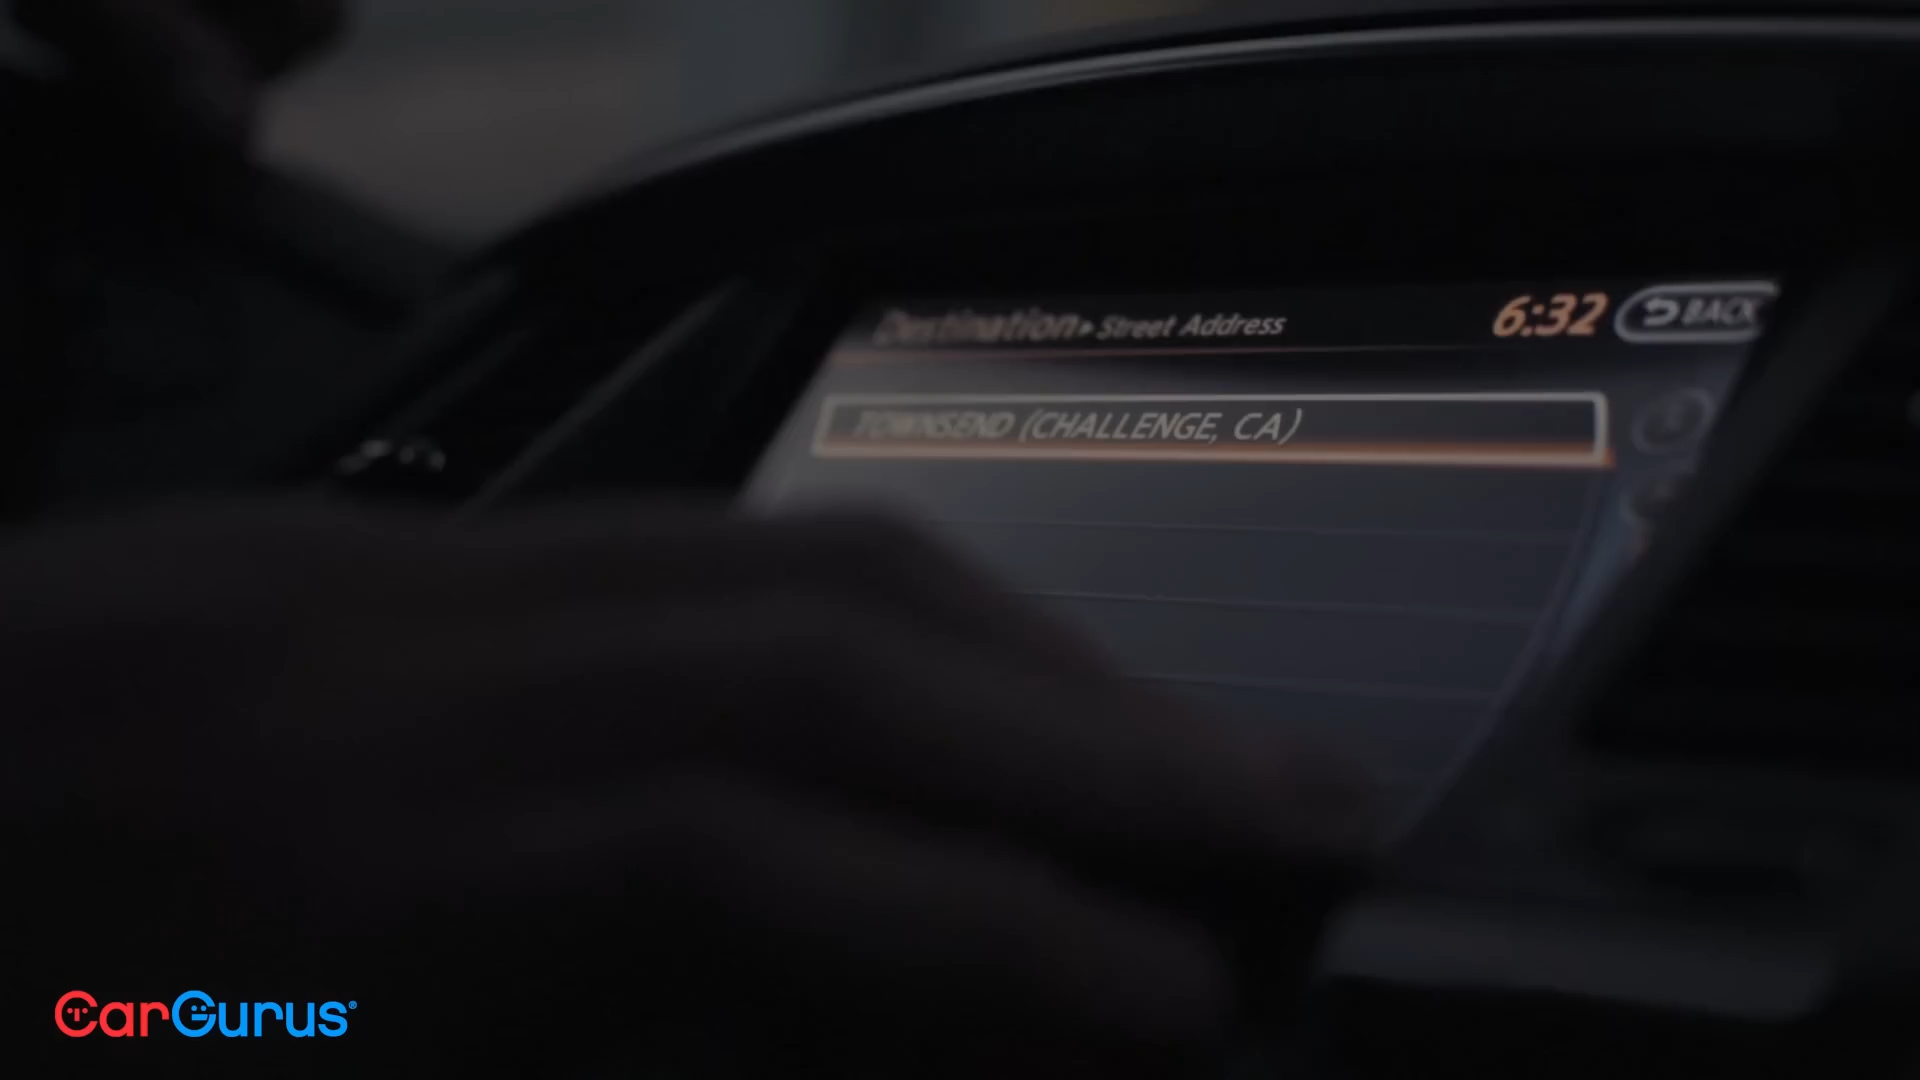 Destination▸Street Address
6:32
BACK
TOWNSEND (CHALLENGE, CA)
CarGurus®